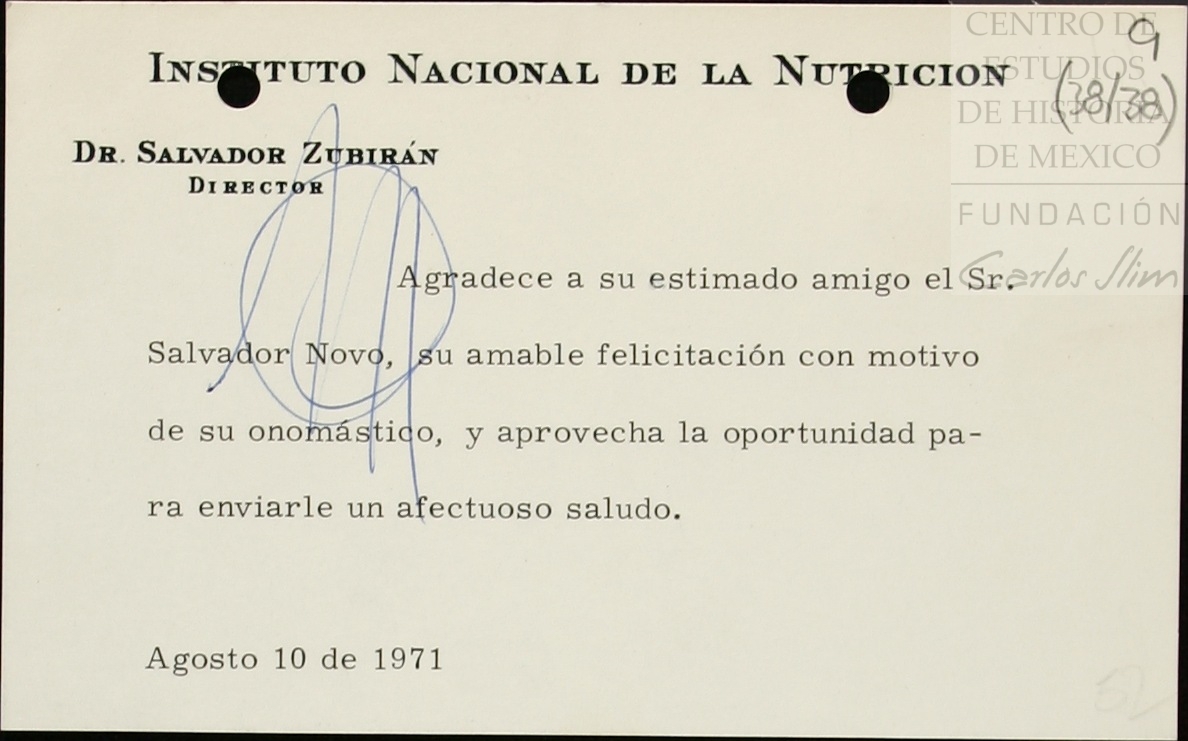 INSTITUTO NACIONAL DE LA NUTRICION
DR. SALVADOR ZUBIRÁN
DIRECTOR
Agradece a su estimado amigo el Sr.
Salvador Novo, su amable felicitación con motivo
de su onomástico, y aprovecha la oportunidad pa-
ra enviarle un afectuoso saludo.
Agosto 10 de 1971
CENTRO DE
ESTUDIOS
DE HISTORIA
DE MEXICO
FUNDACIÓN
Carlos Slim
9
(38/38)
52